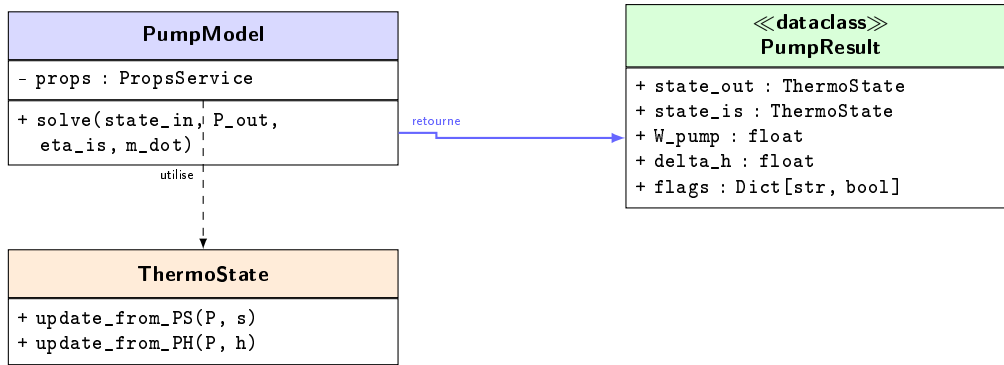 PumpModel
- props : PropsService
+ solve(state_in, P_out,
eta_is, m_dot)
utilise
retourne
≪dataclass≫
PumpResult
+ state_out : ThermoState
+ state_is : ThermoState
+ W_pump : float
+ delta_h : float
+ flags : Dict[str, bool]
ThermoState
+ update_from_PS(P, s)
+ update_from_PH(P, h)